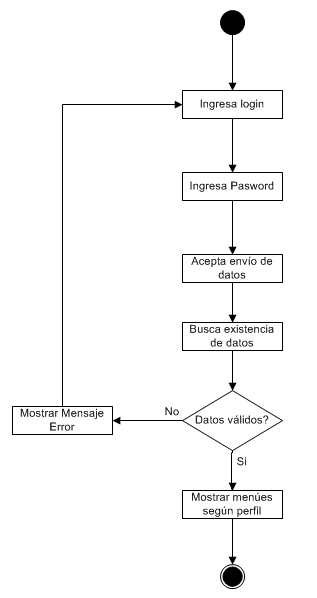 Ingresa login
Ingresa Pasword
Acepta envío de
datos
Busca existencia
de datos
Datos válidos?
No
Mostrar Mensaje
Error
Si
Mostrar menúes
según perfil